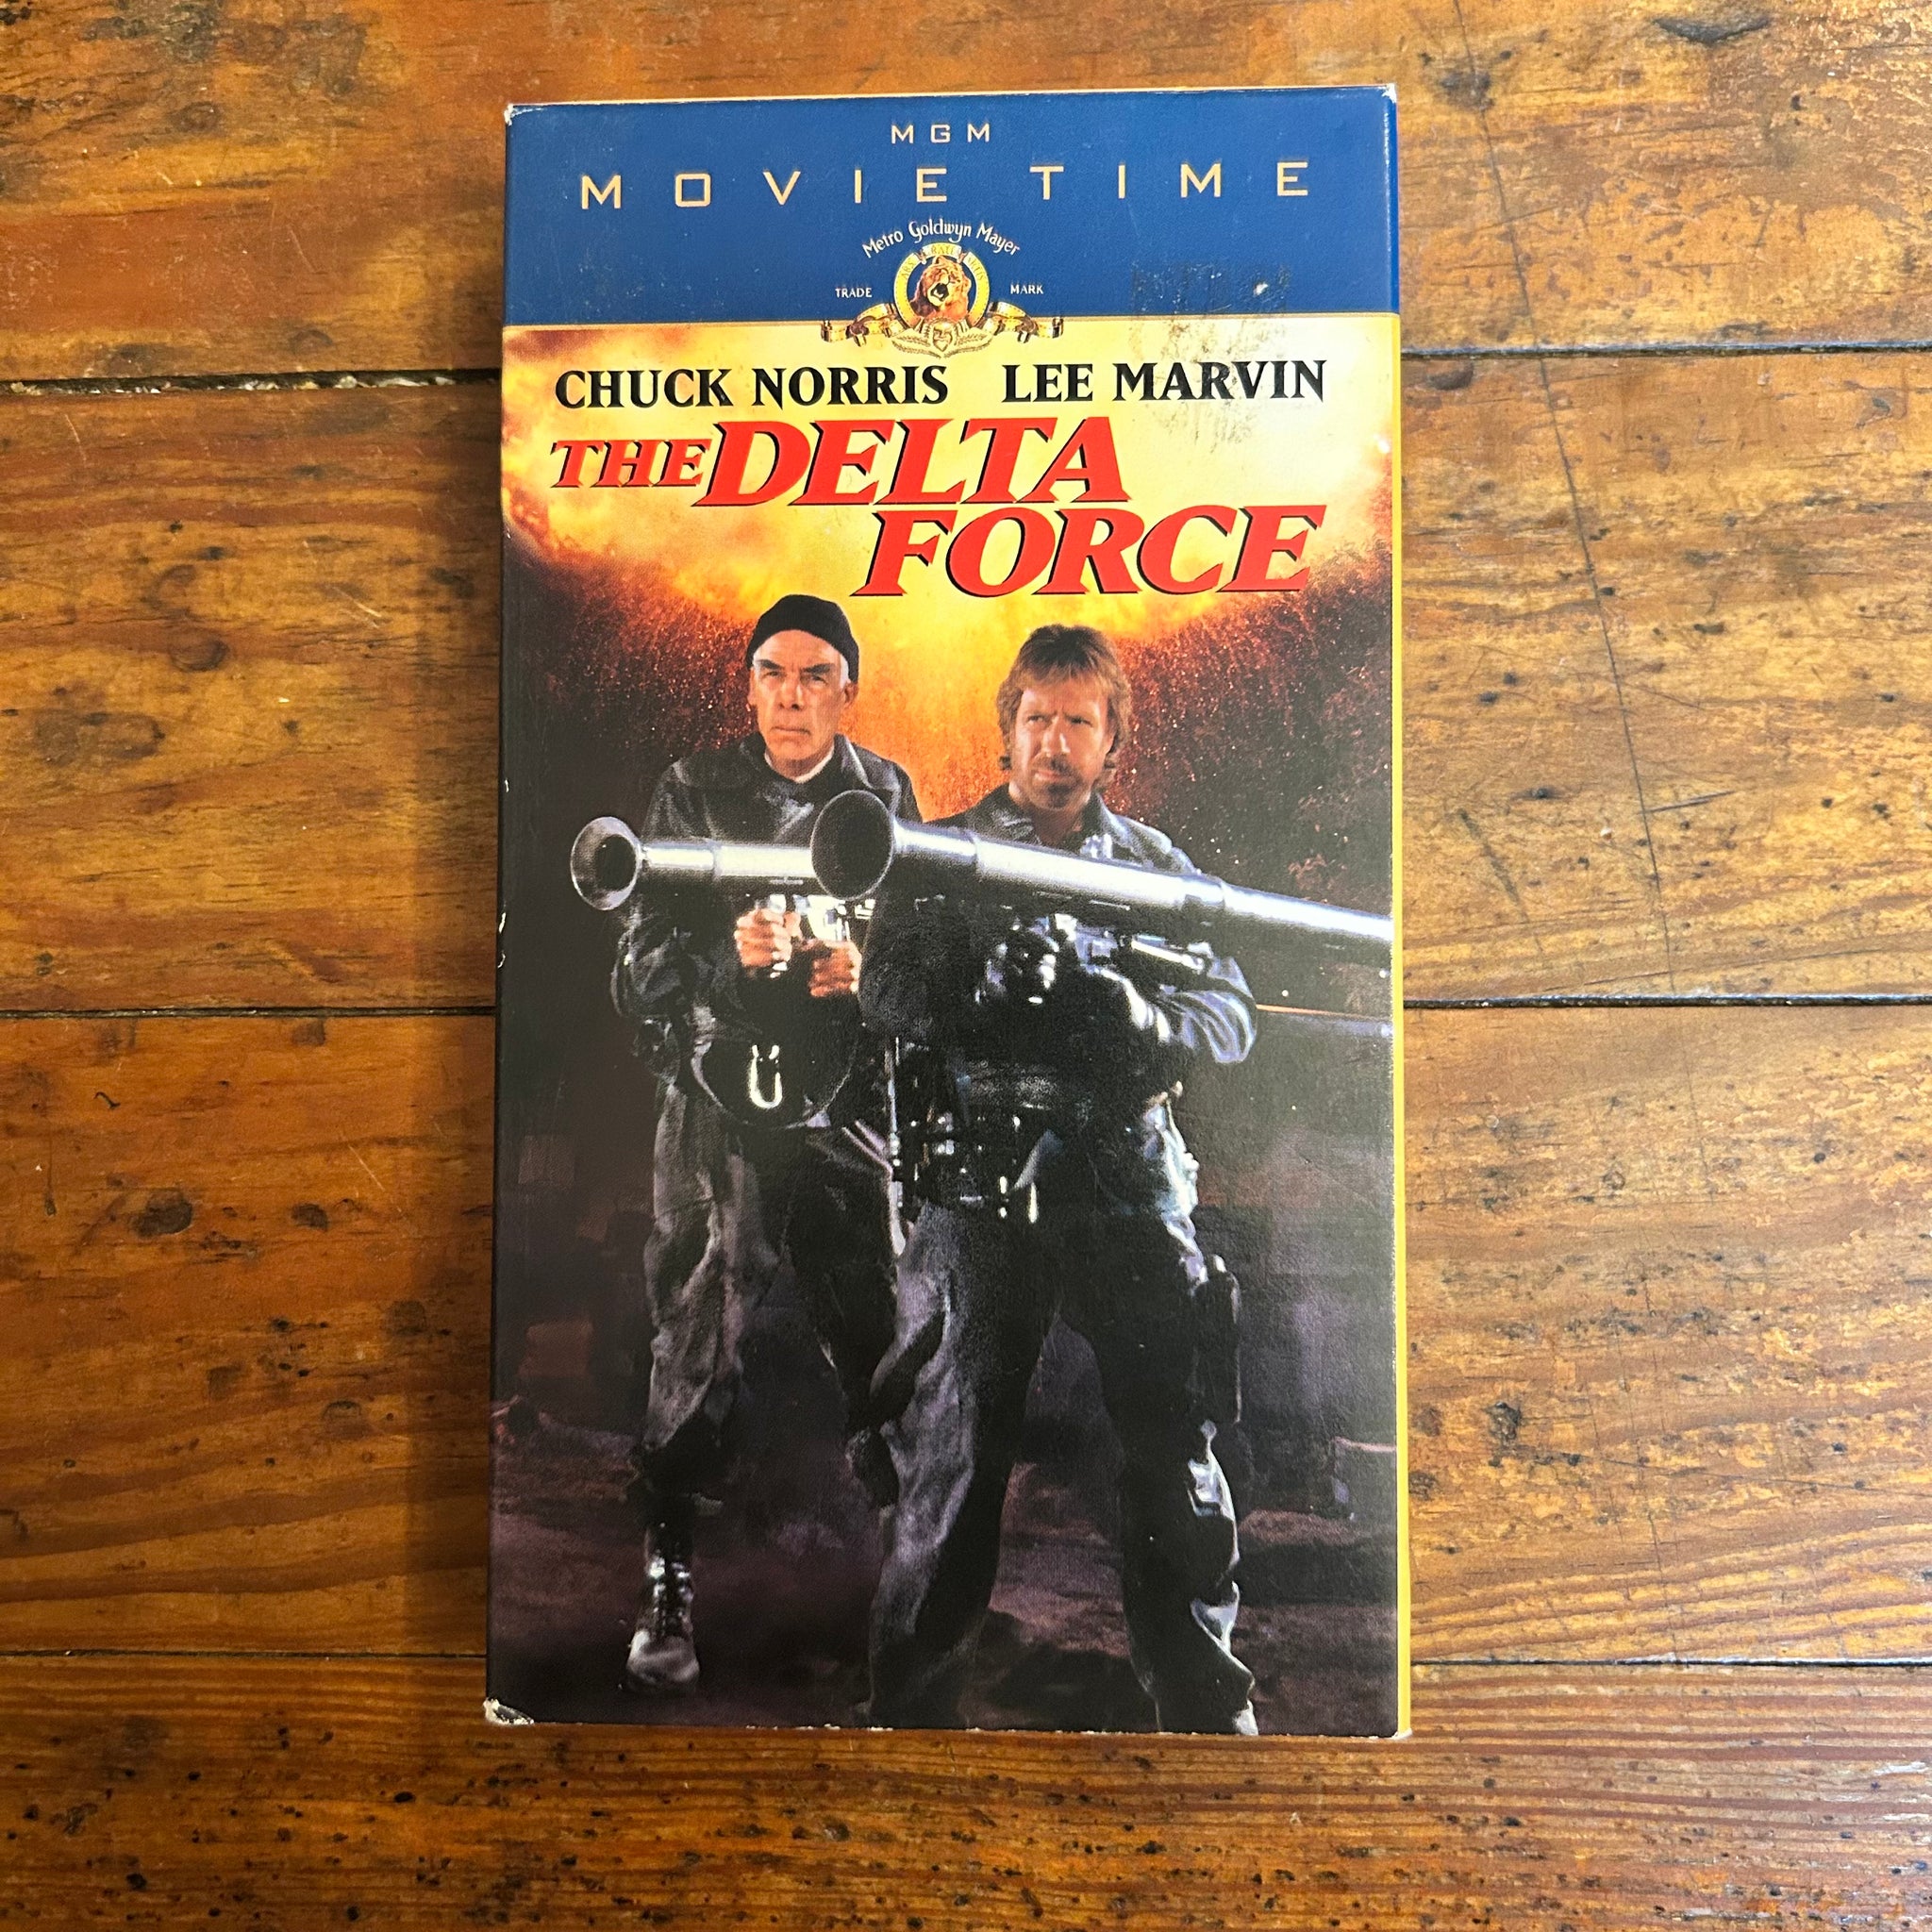 MGM
MOVIE TIME
Metro Goldwyn Mayer
TRADE MARK
CHUCK NORRIS LEE MARVIN
THE DELTA
FORCE